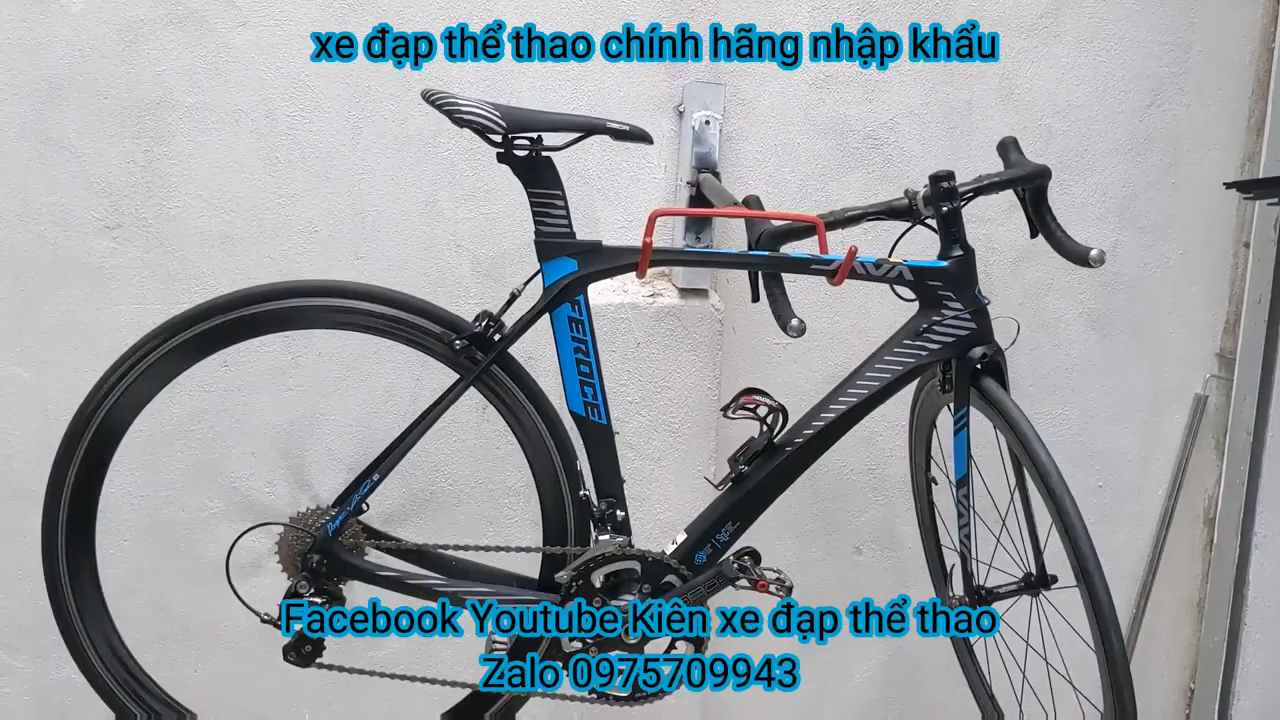 xe đạp thể thao chính hãng nhập khẩu
JAVA
FEROCE
JAVA
Facebook Youtube Kiên xe đạp thể thao
Zalo 0975709943